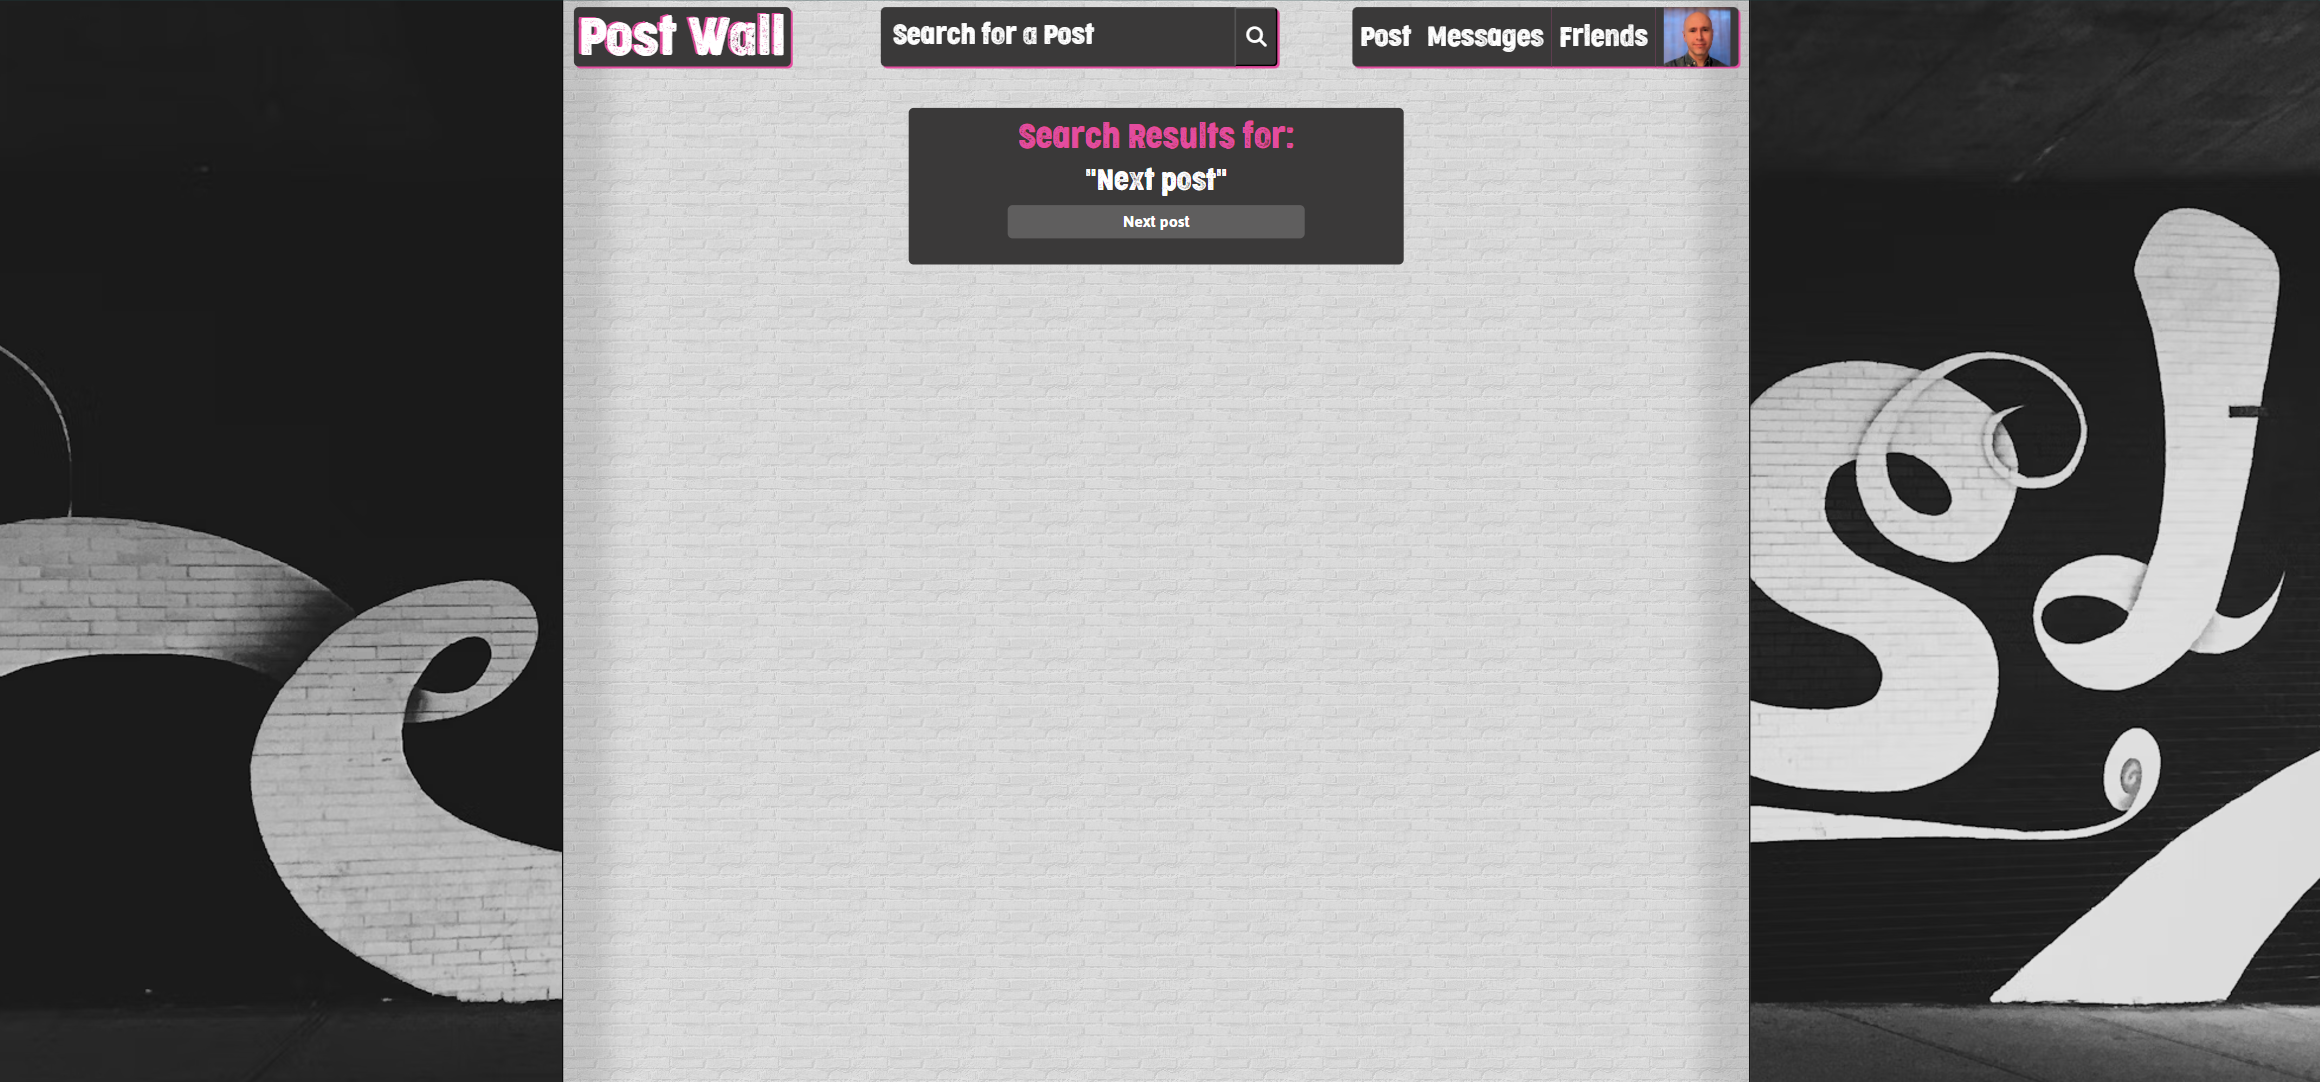 Post Wall
Search for a Post
Post Messages Friends
Search Results for:
"Next post"
Next post